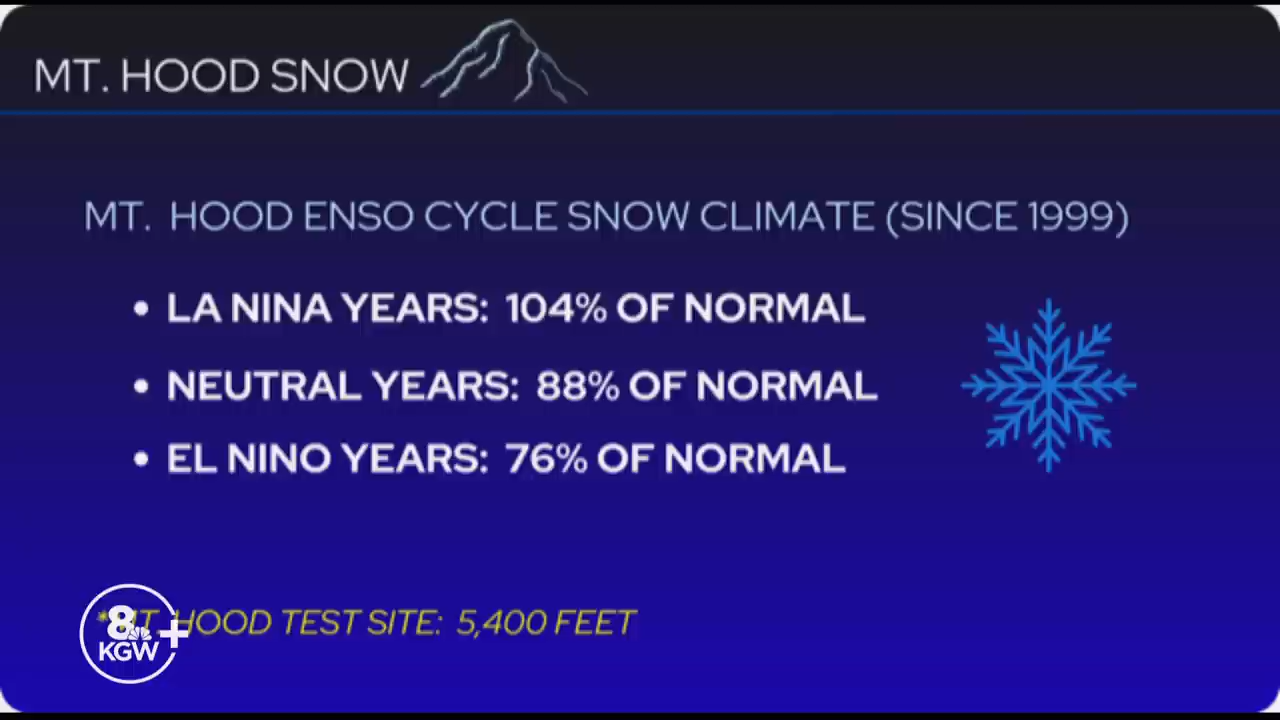 MT. HOOD SNOW
MT. HOOD ENSO CYCLE SNOW CLIMATE (SINCE 1999)
• LA NINA YEARS: 104% OF NORMAL
• NEUTRAL YEARS: 88% OF NORMAL
• EL NINO YEARS: 76% OF NORMAL
HOOD TEST SITE: 5,400 FEET
8
KGW+